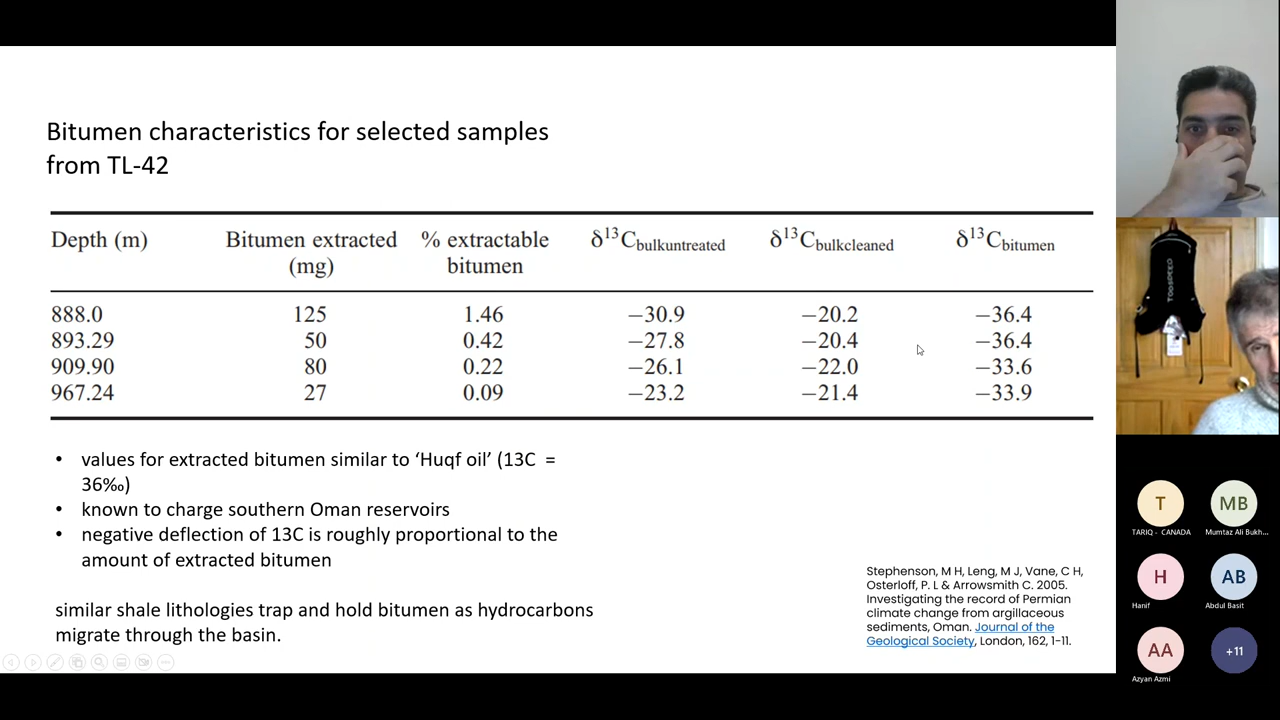 Bitumen characteristics for selected samples
from TL-42
Depth (m) Bitumen extracted (mg) % extractable bitumen δ¹³Cbulkuntreated δ¹³Cbulkcleaned δ¹³Cbitumen
888.0 125 1.46 −30.9 −20.2 −36.4
893.29 50 0.42 −27.8 −20.4 −36.4
909.90 80 0.22 −26.1 −22.0 −33.6
967.24 27 0.09 −23.2 −21.4 −33.9
• values for extracted bitumen similar to ‘Huqf oil’ (13C =
36‰)
• known to charge southern Oman reservoirs
• negative deflection of 13C is roughly proportional to the
amount of extracted bitumen
similar shale lithologies trap and hold bitumen as hydrocarbons
migrate through the basin.
Stephenson, M H, Leng, M J, Vane, C H,
Osterloff, P. L & Arrowsmith C. 2005.
Investigating the record of Permian
climate change from argillaceous
sediments, Oman. Journal of the
Geological Society, London, 162, 1-11.
T MB
TARIQ - CANADA Mumtaz Ali Bukh...
H AB
Hanif Abdul Basit
AA +11
Azyan Azmi